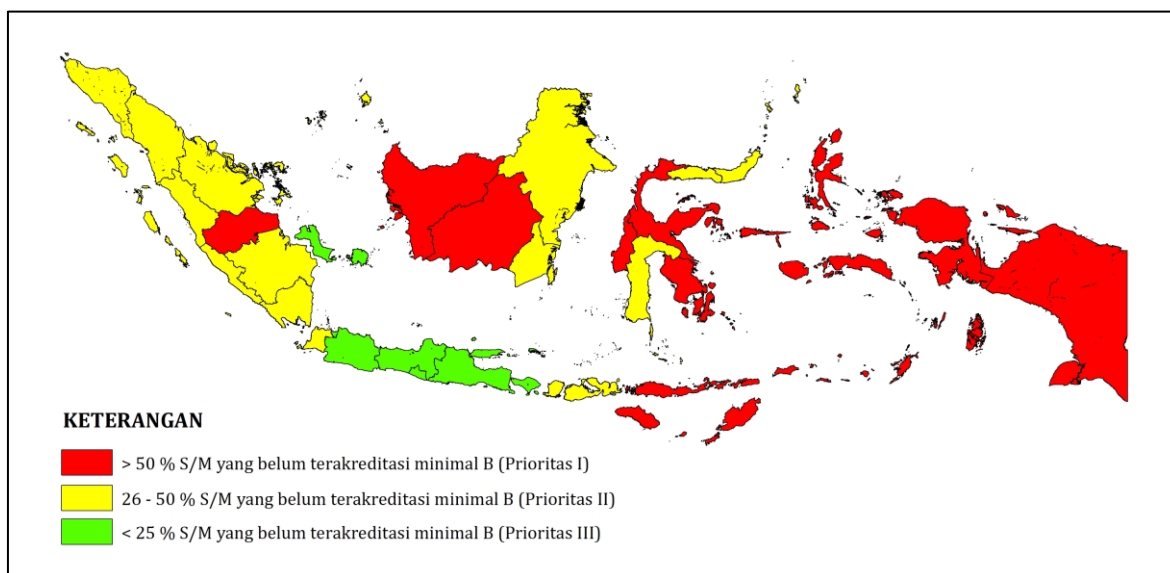 KETERANGAN
> 50 % S/M yang belum terakreditasi minimal B (Prioritas I)
26 - 50 % S/M yang belum terakreditasi minimal B (Prioritas II)
< 25 % S/M yang belum terakreditasi minimal B (Prioritas III)